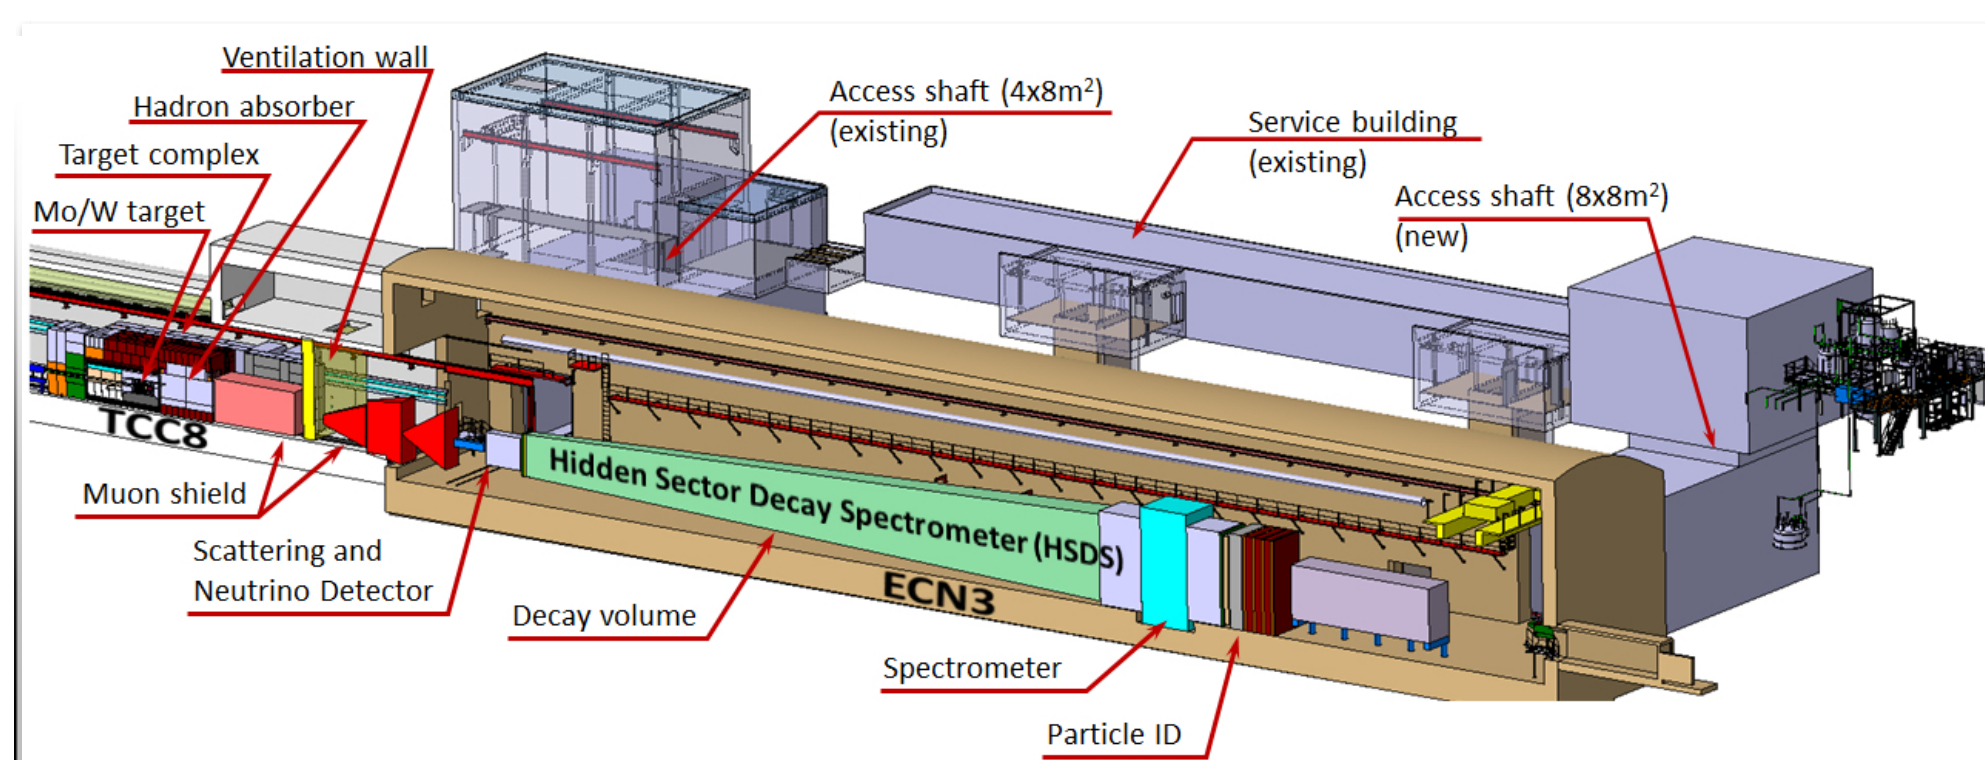 Ventilation wall
Hadron absorber
Target complex
Mo/W target
Access shaft (4x8m²)
(existing)
Service building
(existing)
Access shaft (8x8m²)
(new)
TCC8
Muon shield
Scattering and
Neutrino Detector
Hidden Sector Decay Spectrometer (HSDS)
ECN3
Decay volume
Spectrometer
Particle ID